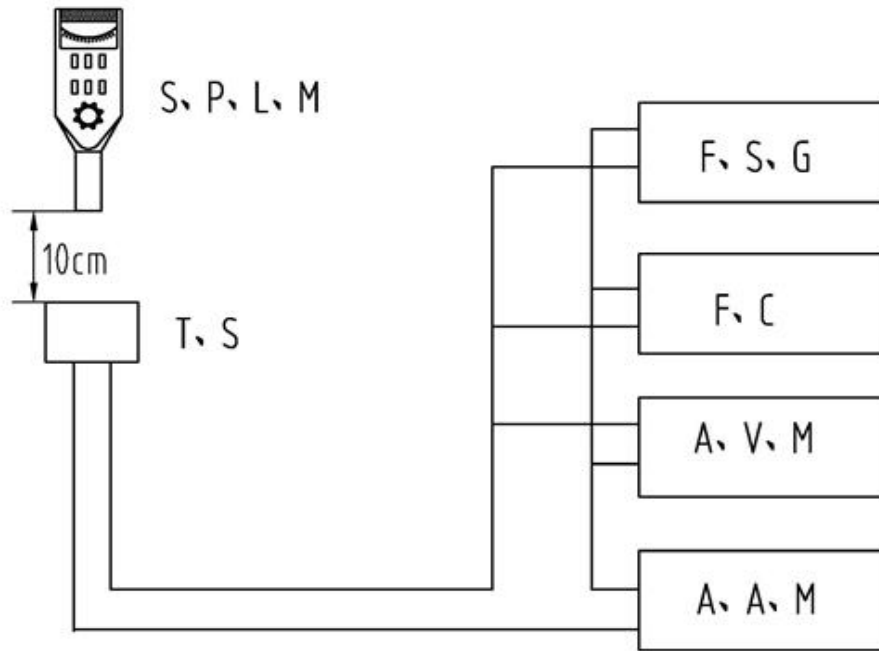 S、P、L、M
F、S、G
10cm
F、C
T、S
A、V、M
A、A、M